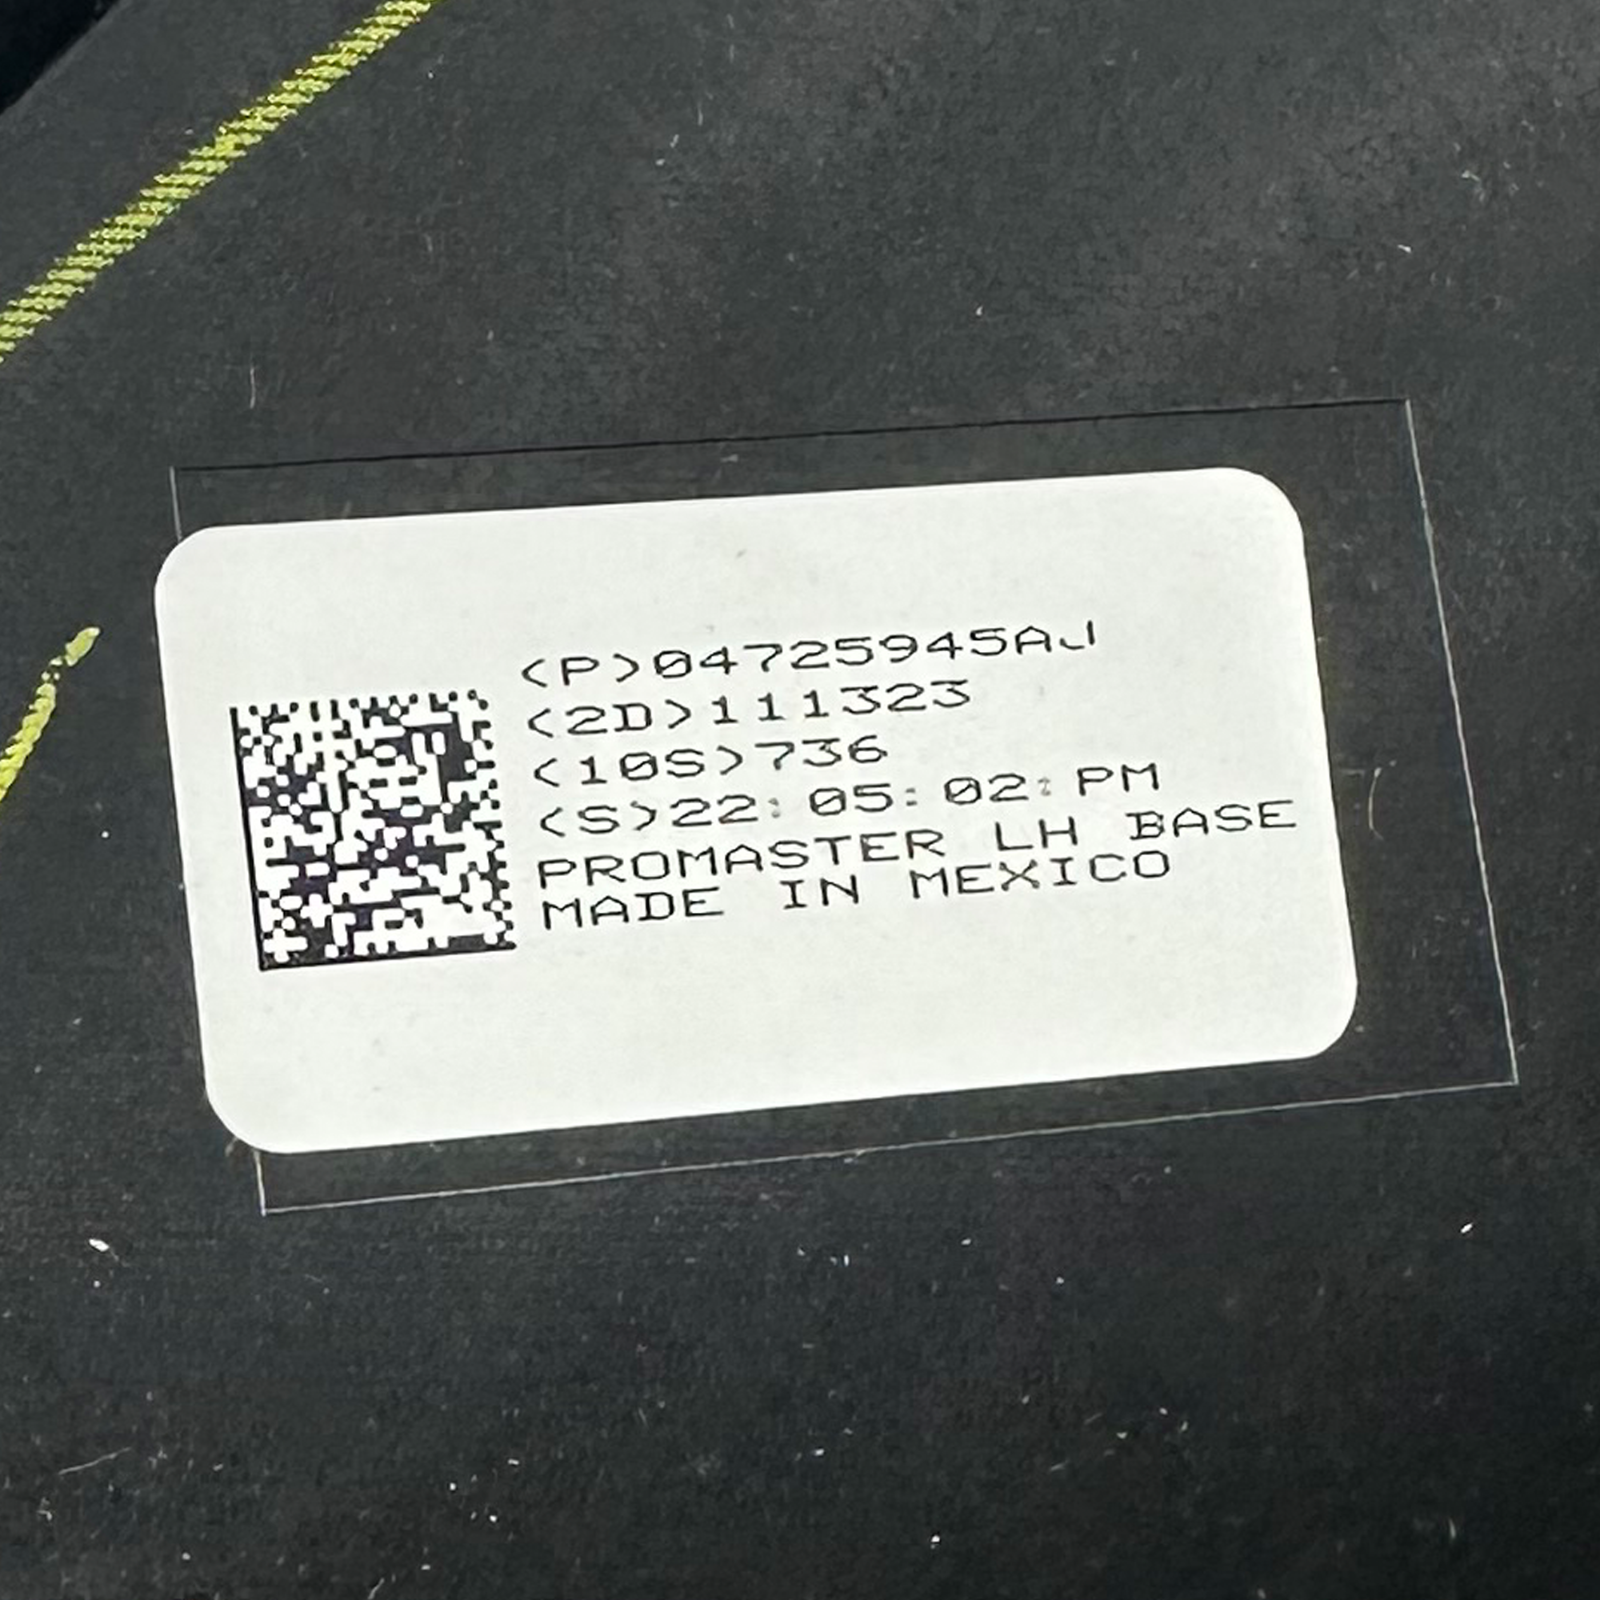 <P>04725945AJ
<2D>111323
<10S>736
<S>22:05:02:PM
PROMASTER LH BASE
MADE IN MEXICO